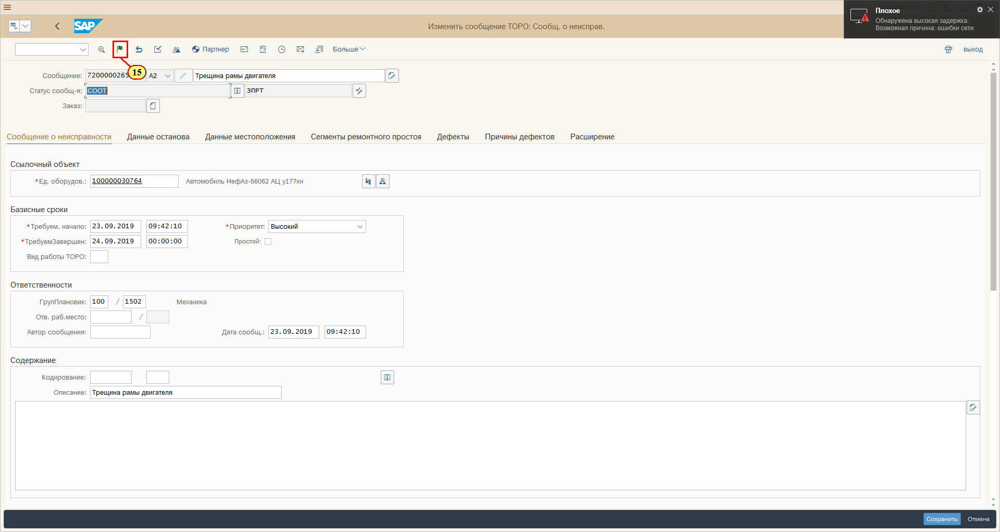 Плохое
Обнаружена высокая задержка.
Возможная причина: ошибки сети
SAP
Изменить сообщение ТОРО: Сообщ. о неисправ.
Партнер
Больше
выход
15
Сообщение: 7200000265 A2 Трещина рамы двигателя
Статус сообщ-я: СООТ ЗПРТ
Заказ:
Сообщение о неисправности Данные останова Данные местоположения Сегменты ремонтного простоя Дефекты Причины дефектов Расширение
Ссылочный объект
*Ед. оборудов.: 100000030764 Автомобиль НефАз-66062 АЦ у177хн
Базисные сроки
*Требуем. начало: 23.09.2019 09:42:10 *Приоритет: Высокий
*ТребуемЗавершен: 24.09.2019 00:00:00 Простой:
Вид работы ТОРО:
Ответственности
ГрупПлановик: 100 / 1502 Механика
Отв. раб.место: /
Автор сообщения: Дата сообщ.: 23.09.2019 09:42:10
Содержание
Кодирование:
Описание: Трещина рамы двигателя
Сохранить Отмена